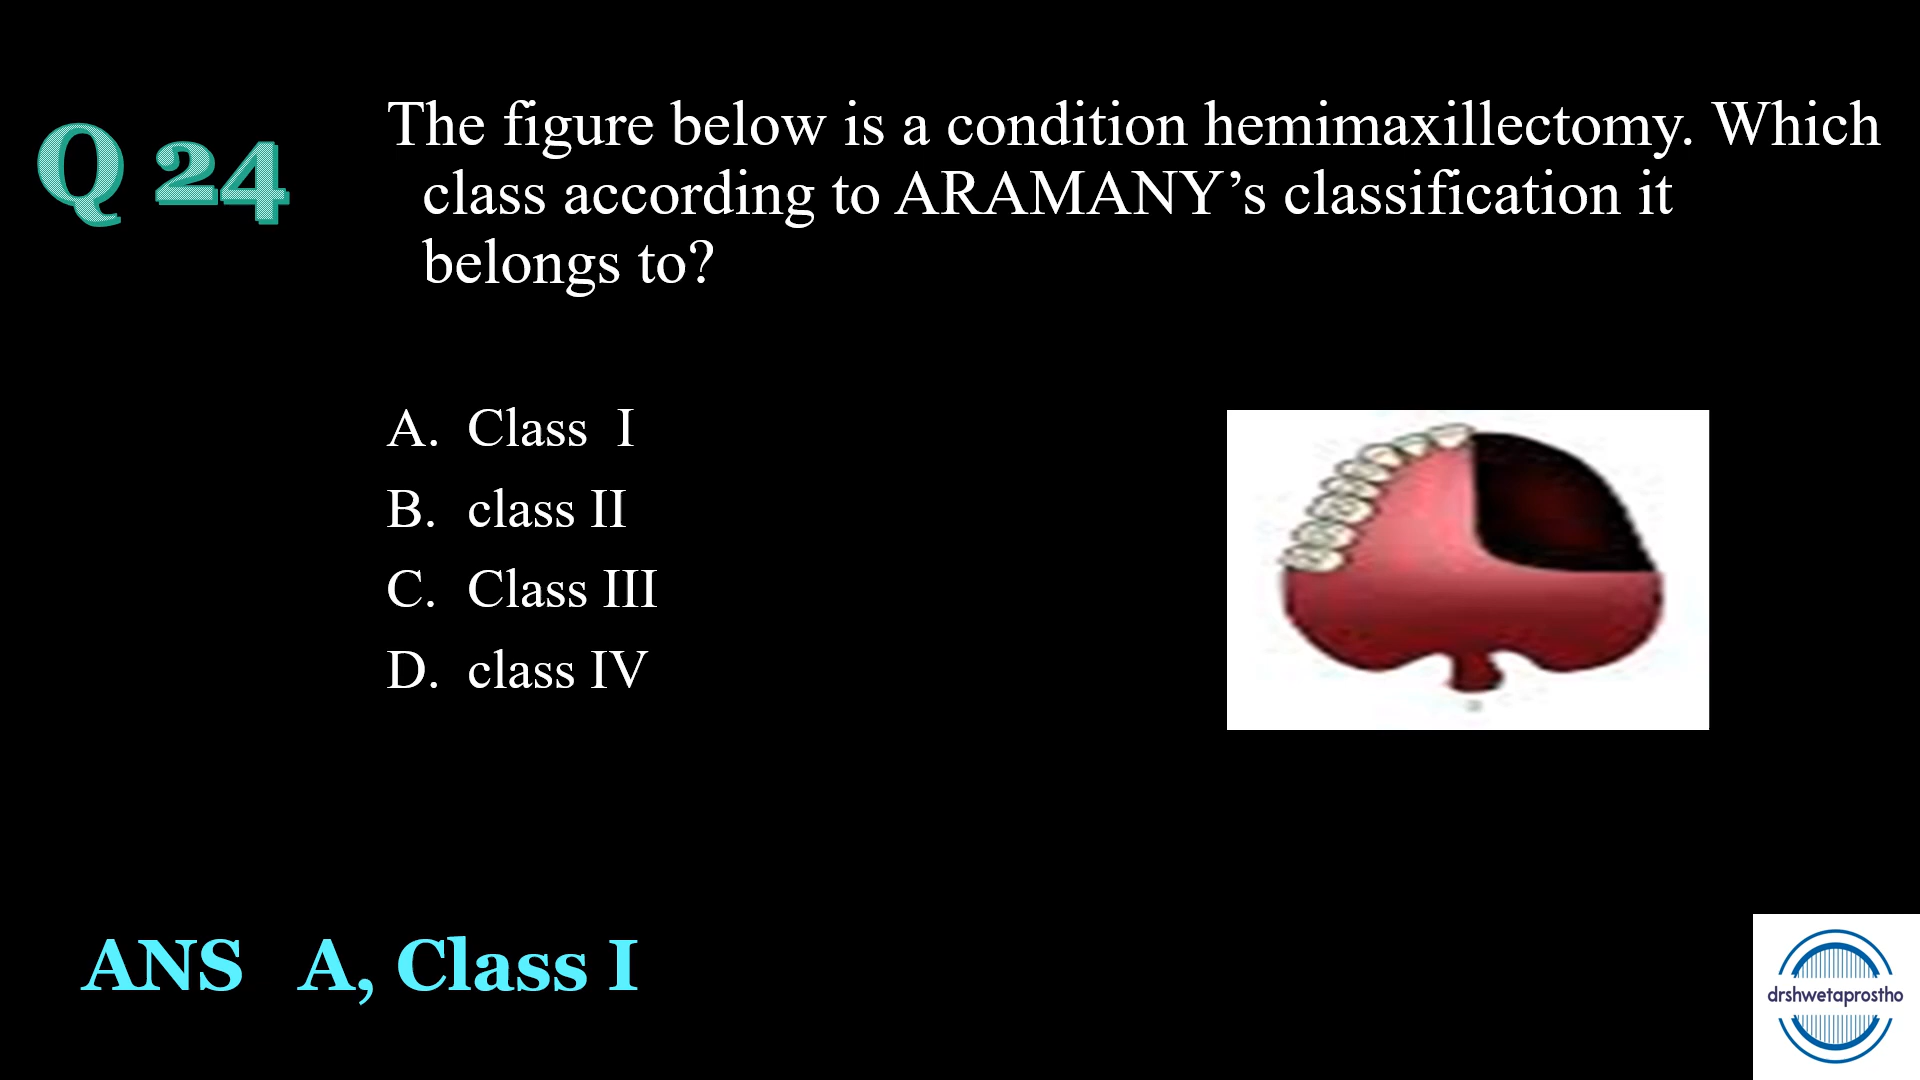 Q 24
The figure below is a condition hemimaxillectomy. Which
class according to ARAMANY’s classification it
belongs to?
A. Class I
B. class II
C. Class III
D. class IV
ANS A, Class I
drshwetaprostho